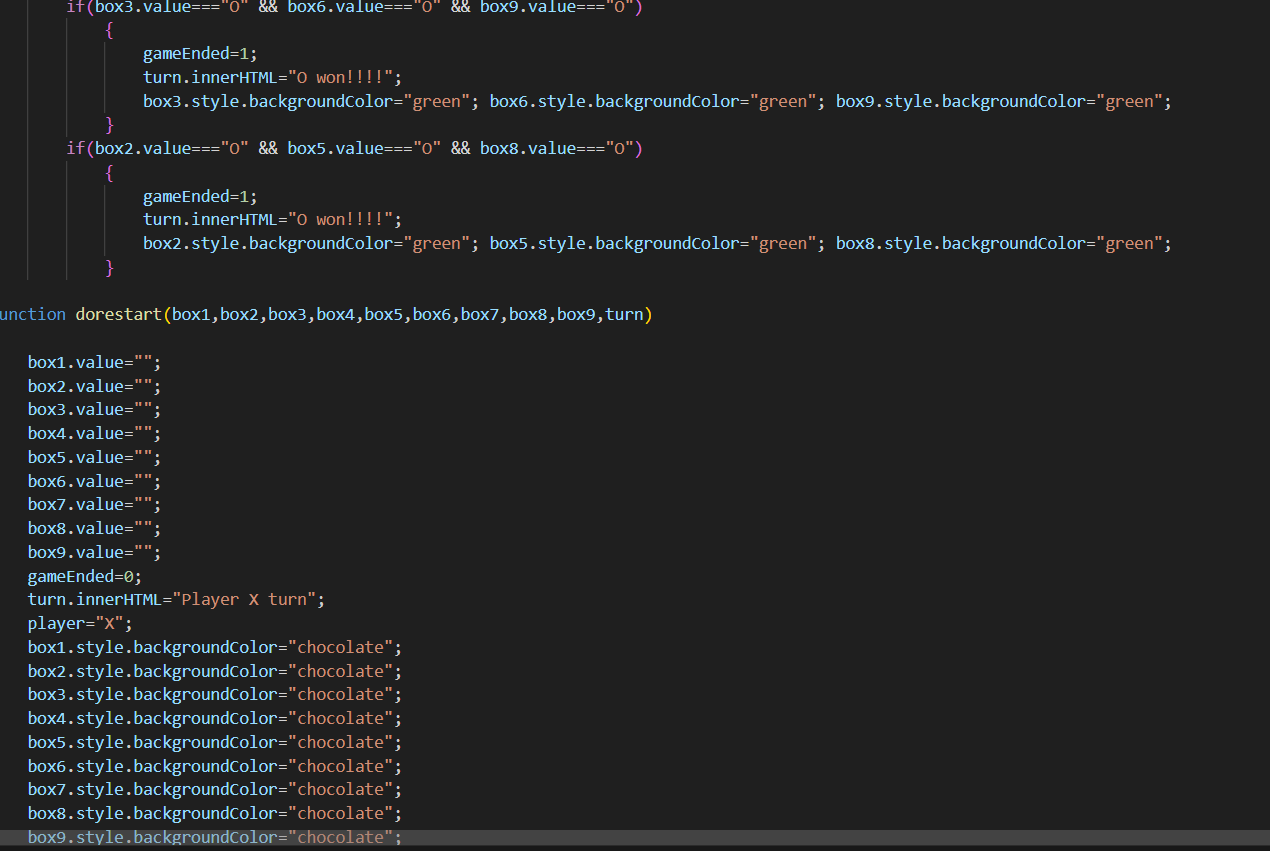 if(box3.value==="O" && box6.value==="O" && box9.value==="O")
{
gameEnded=1;
turn.innerHTML="O won!!!!";
box3.style.backgroundColor="green"; box6.style.backgroundColor="green"; box9.style.backgroundColor="green";
}
if(box2.value==="O" && box5.value==="O" && box8.value==="O")
{
gameEnded=1;
turn.innerHTML="O won!!!!";
box2.style.backgroundColor="green"; box5.style.backgroundColor="green"; box8.style.backgroundColor="green";
}
unction dorestart(box1,box2,box3,box4,box5,box6,box7,box8,box9,turn)
box1.value="";
box2.value="";
box3.value="";
box4.value="";
box5.value="";
box6.value="";
box7.value="";
box8.value="";
box9.value="";
gameEnded=0;
turn.innerHTML="Player X turn";
player="X";
box1.style.backgroundColor="chocolate";
box2.style.backgroundColor="chocolate";
box3.style.backgroundColor="chocolate";
box4.style.backgroundColor="chocolate";
box5.style.backgroundColor="chocolate";
box6.style.backgroundColor="chocolate";
box7.style.backgroundColor="chocolate";
box8.style.backgroundColor="chocolate";
box9.style.backgroundColor="chocolate";